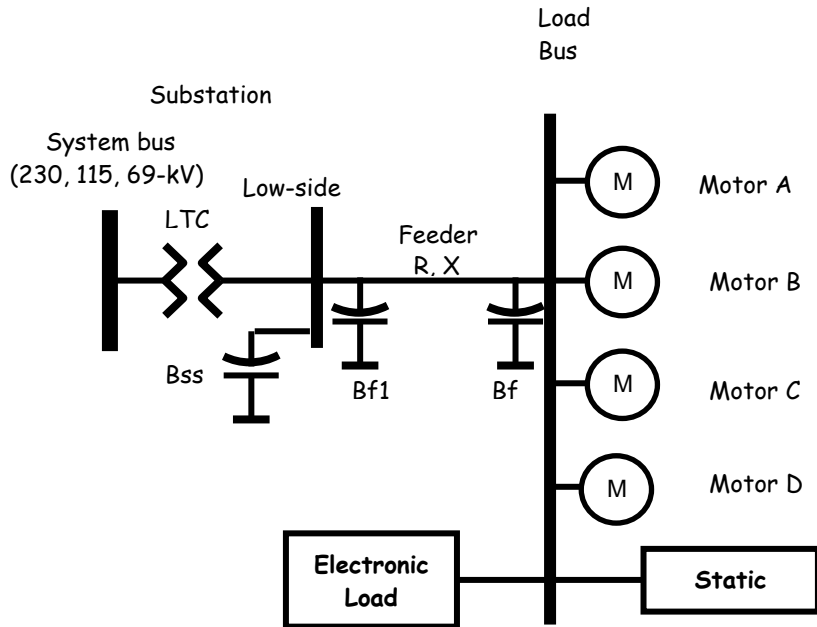 Load
Bus
Substation
System bus
(230, 115, 69-kV)
Low-side
LTC
Feeder
R, X
Bss
Bf1
Bf
M
Motor A
M
Motor B
M
Motor C
M
Motor D
Electronic
Load
Static